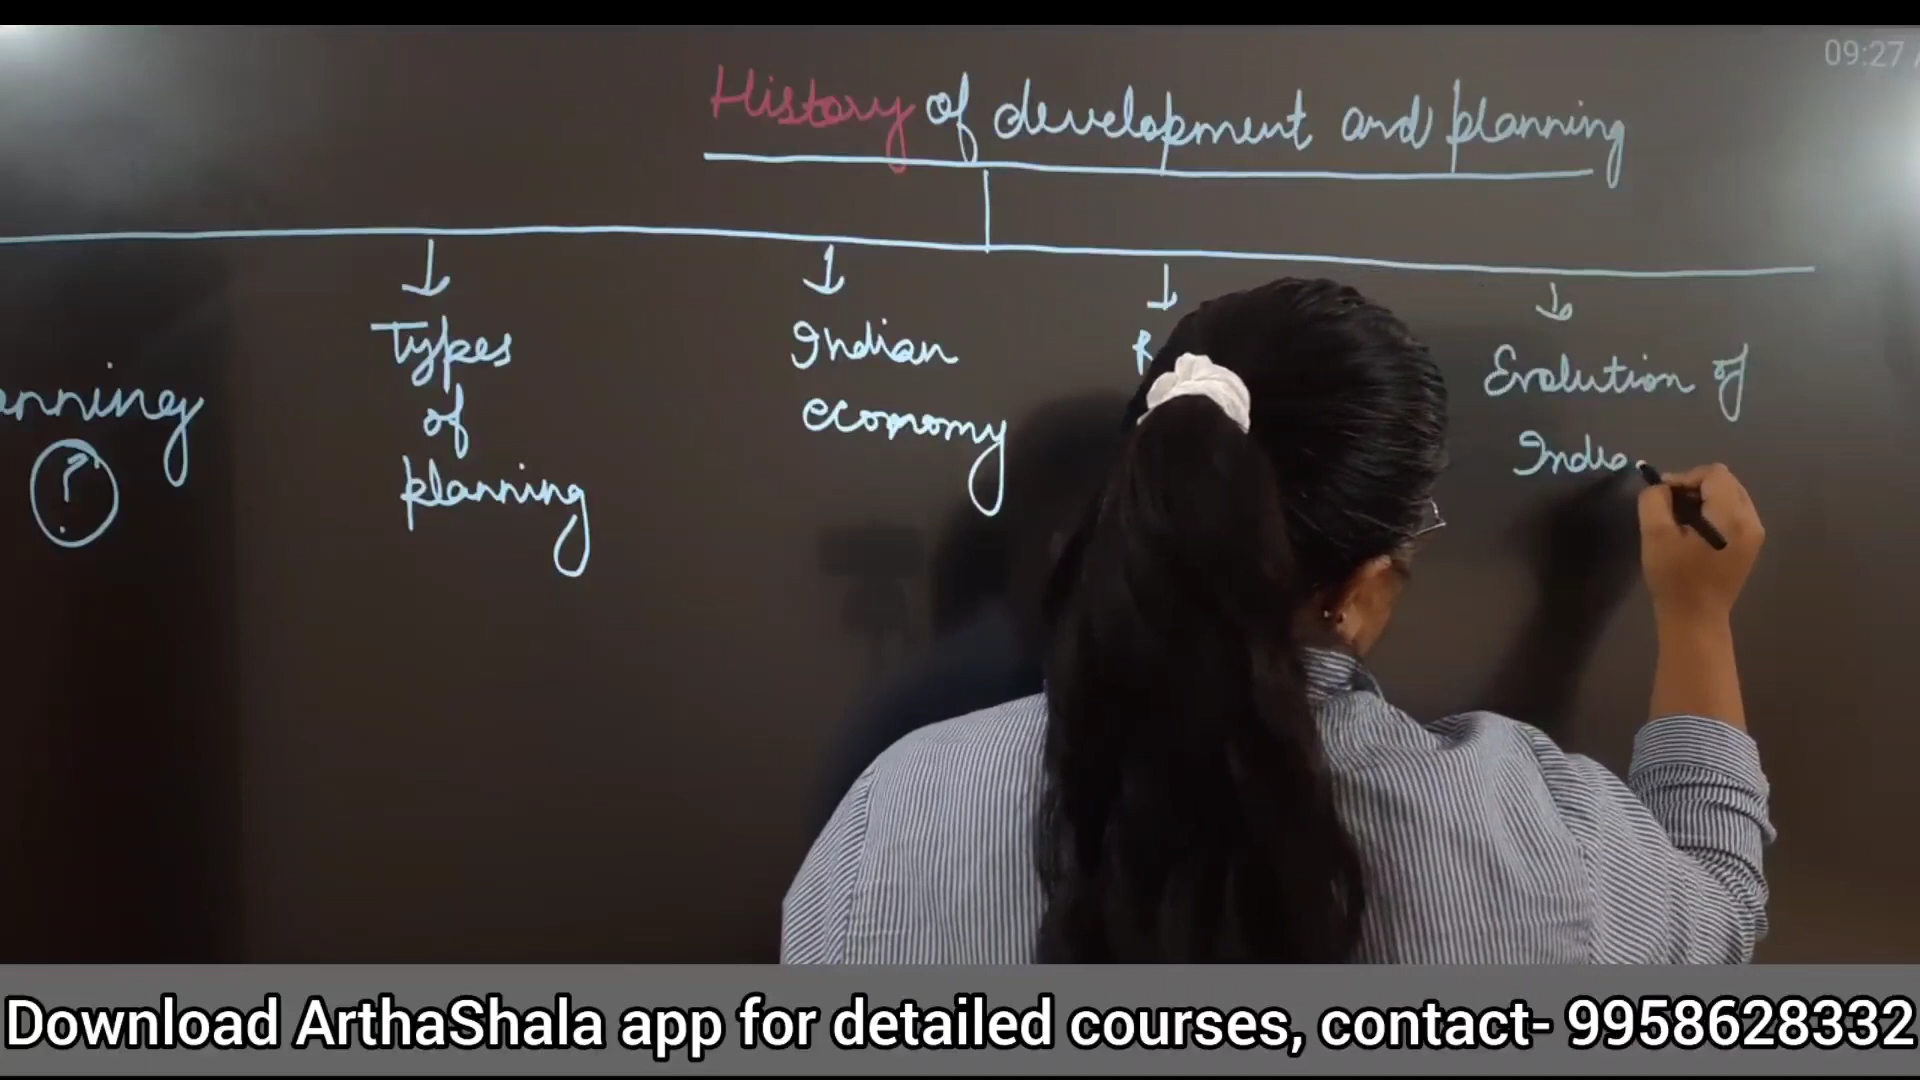 09:27
History of development and planning
anning
?
Types
of
planning
Indian
economy
Evolution of
India
Download ArthaShala app for detailed courses, contact- 9958628332